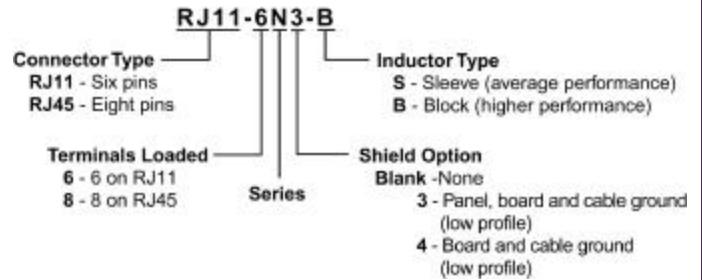 RJ11-6N3-B
Connector Type
RJ11 - Six pins
RJ45 - Eight pins
Inductor Type
S - Sleeve (average performance)
B - Block (higher performance)
Terminals Loaded
6 - 6 on RJ11
8 - 8 on RJ45
Series
Shield Option
Blank -None
3 - Panel, board and cable ground
(low profile)
4 - Board and cable ground
(low profile)